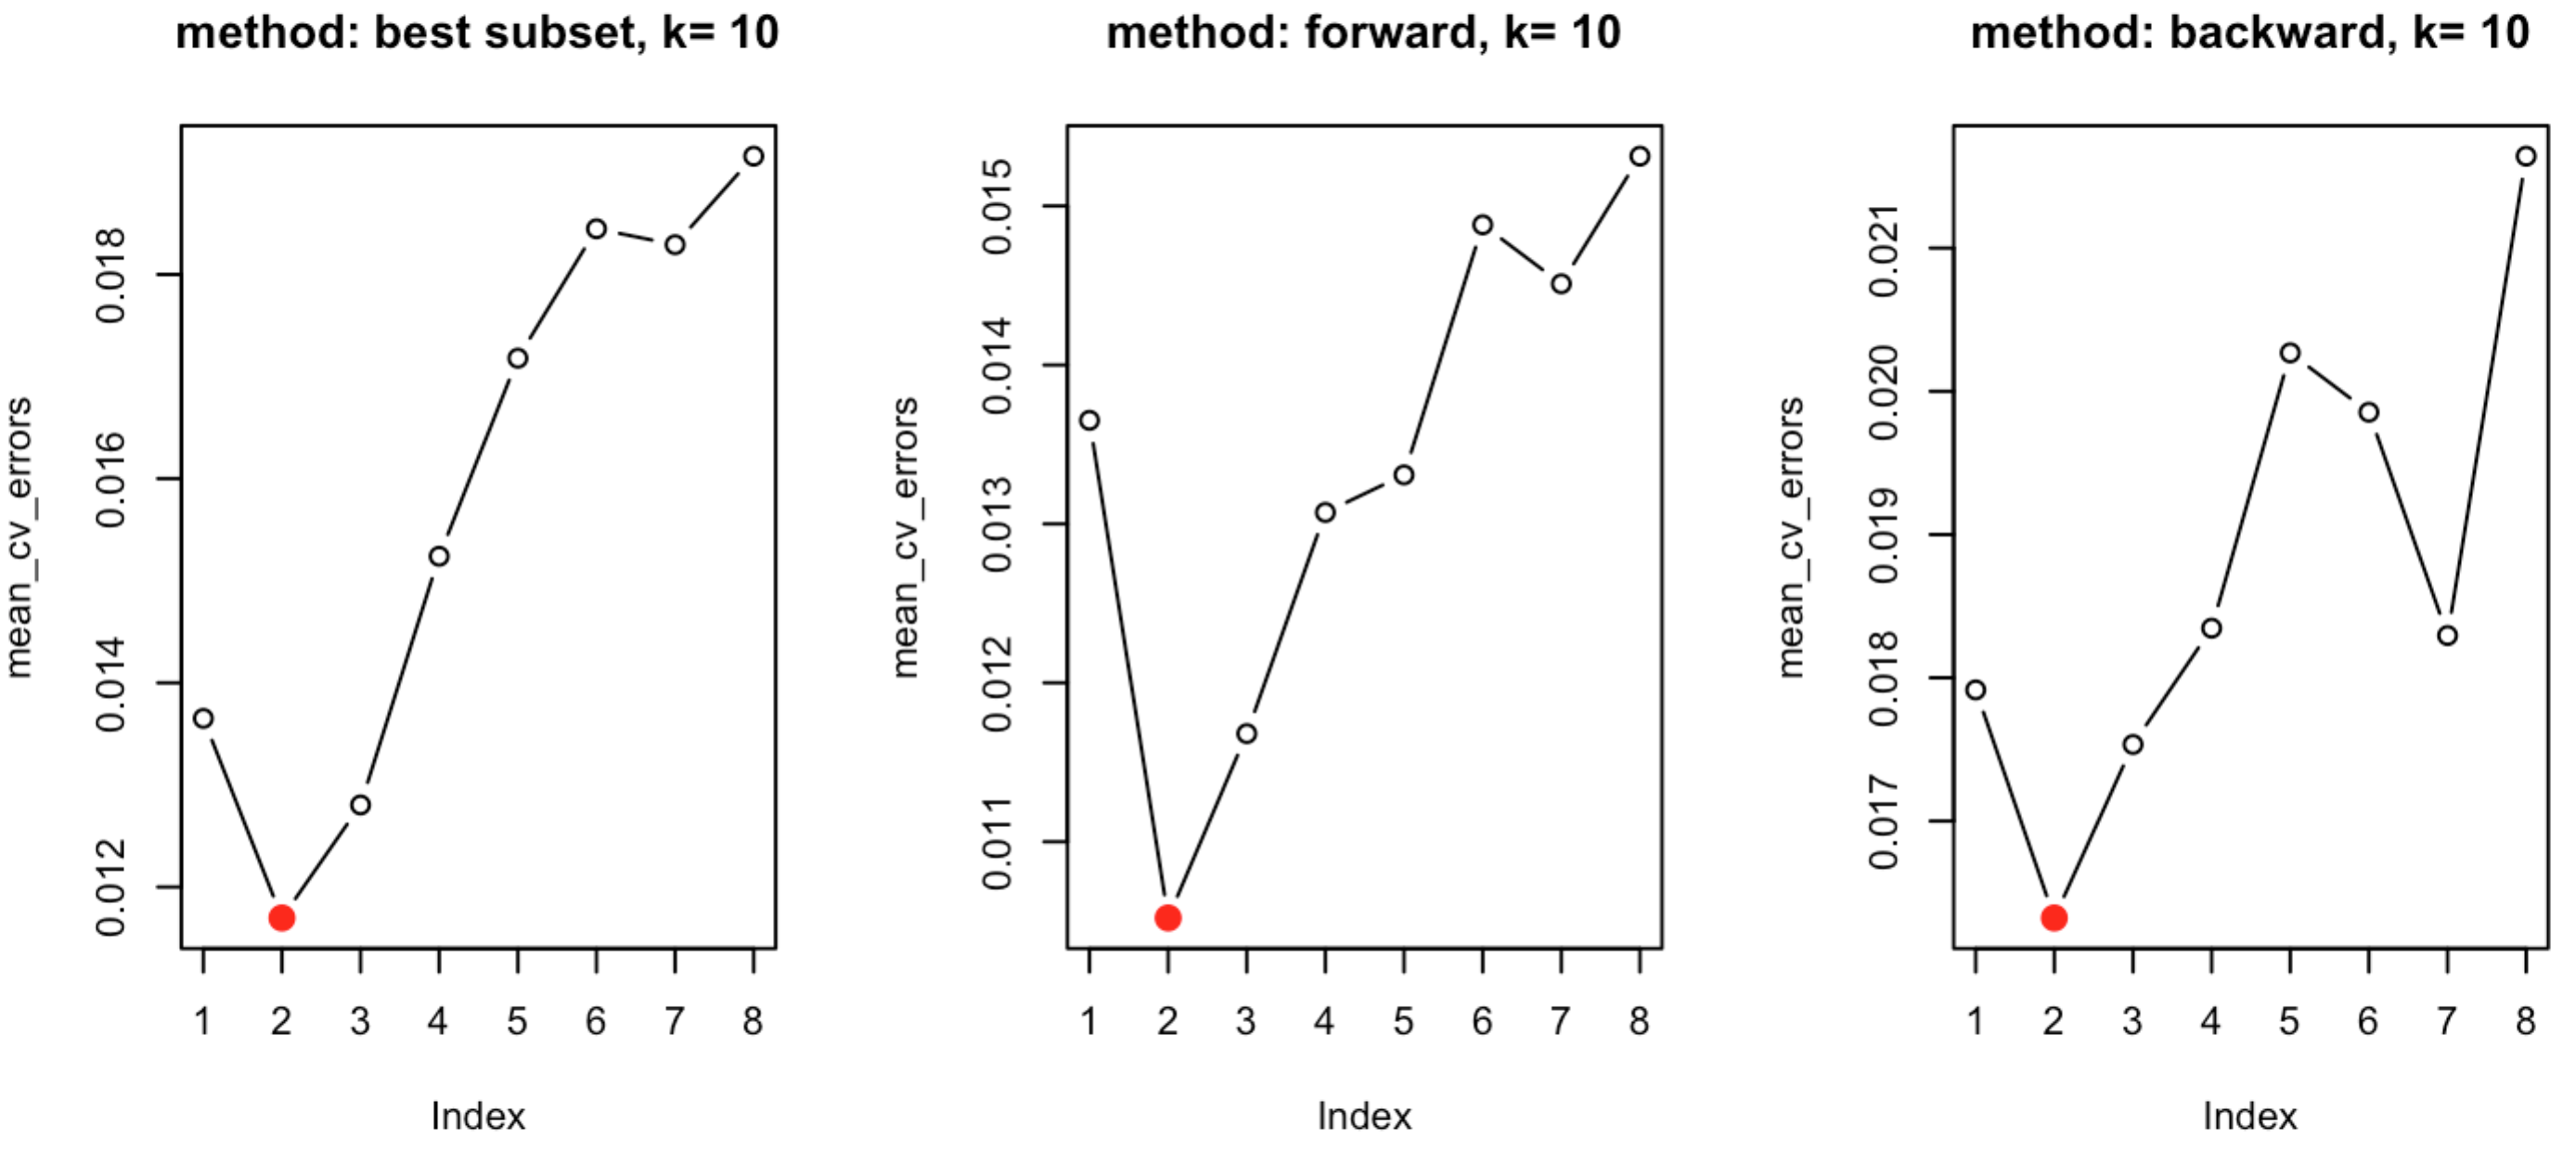 method: best subset, k= 10
mean_cv_errors
0.018
0.016
0.014
0.012
1 2 3 4 5 6 7 8
Index
method: forward, k= 10
mean_cv_errors
0.015
0.014
0.013
0.012
0.011
1 2 3 4 5 6 7 8
Index
method: backward, k= 10
mean_cv_errors
0.021
0.020
0.019
0.018
0.017
1 2 3 4 5 6 7 8
Index